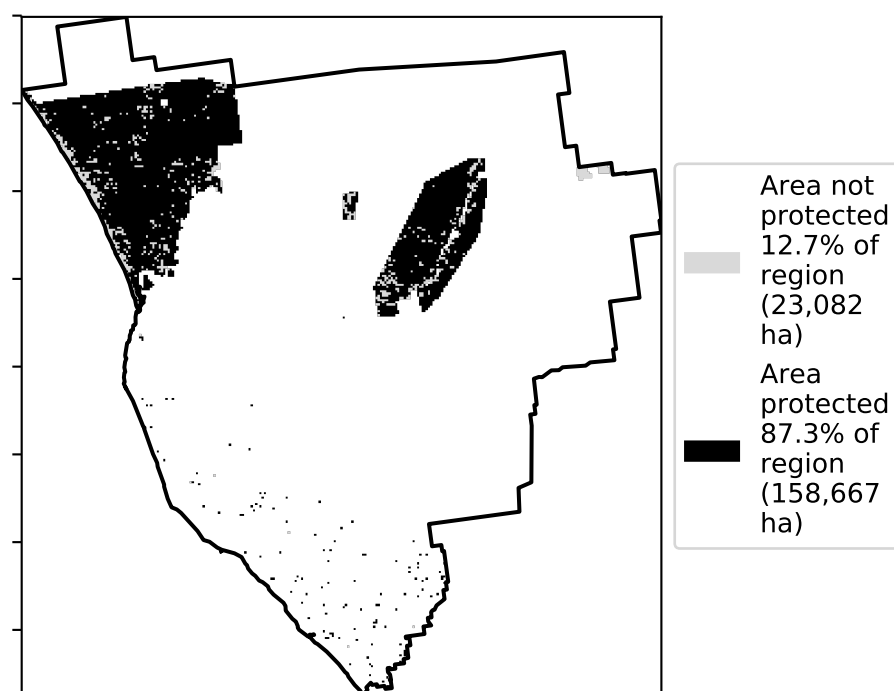 Area not
protected
12.7% of
region
(23,082
ha)
Area
protected
87.3% of
region
(158,667
ha)